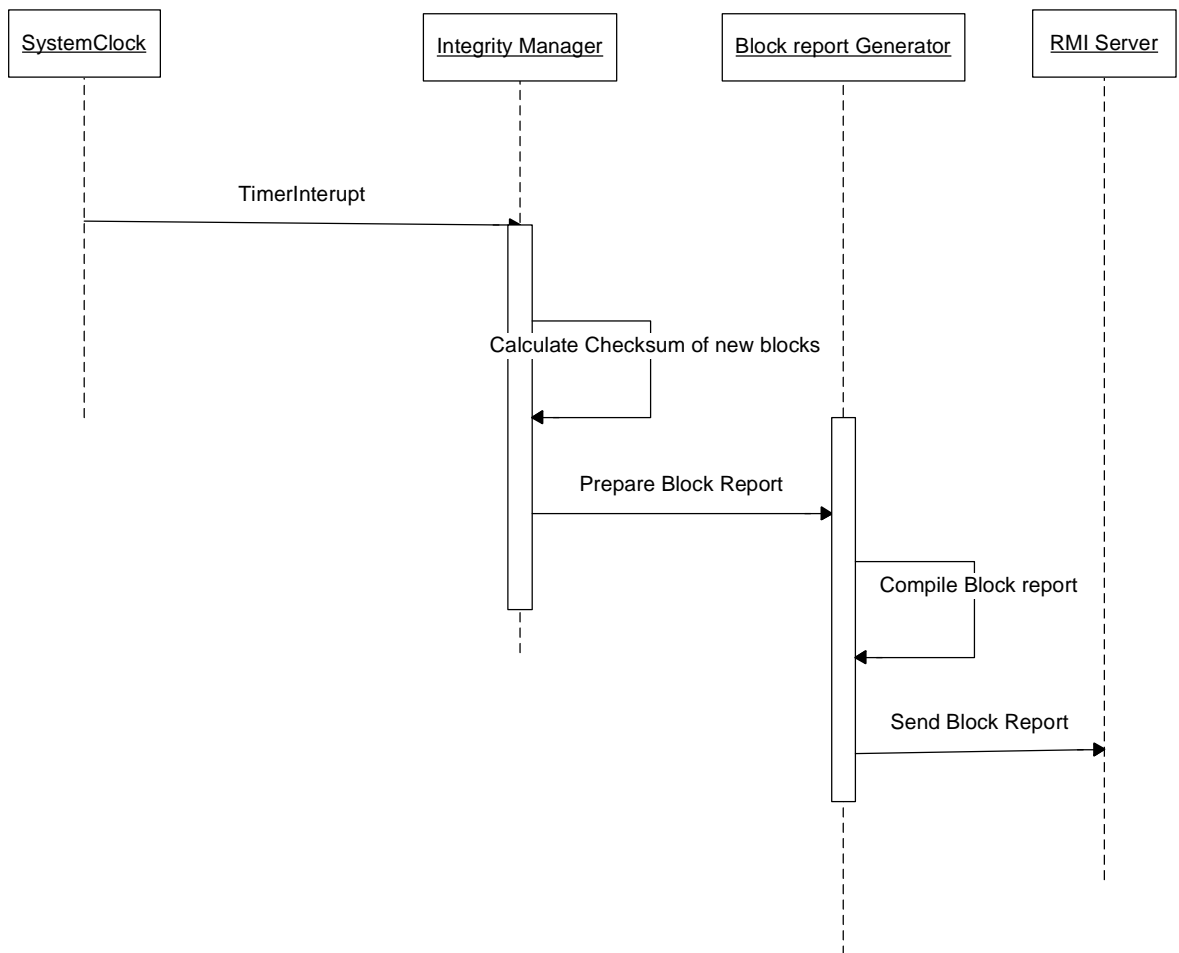 SystemClock
Integrity Manager
Block report Generator
RMI Server
TimerInterupt
Calculate Checksum of new blocks
Prepare Block Report
Compile Block report
Send Block Report